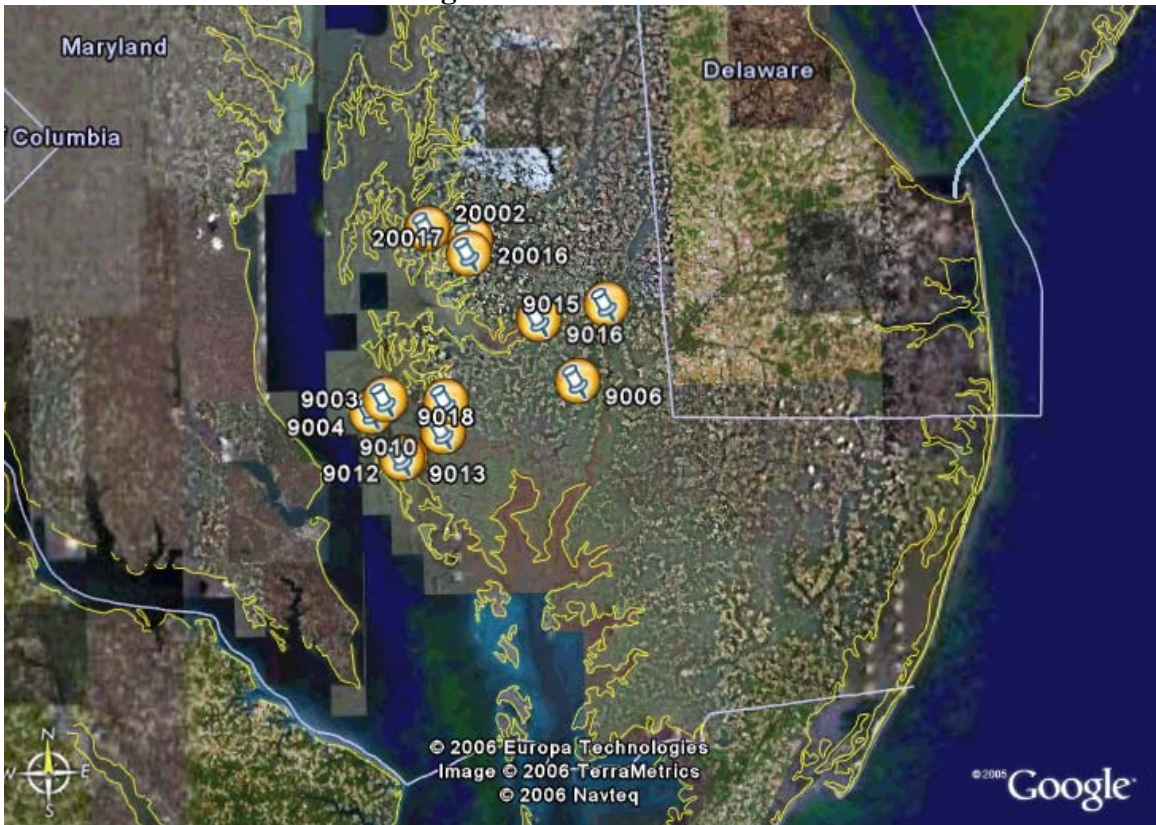 Maryland
Delaware
f Columbia
20002.
20017
20016
9015
9016
9006
9003
9004
9018
9010
9012
9013
© 2006 Europa Technologies
Image © 2006 TerraMetrics
© 2006 Navteq
N
W
E
S
© 2005 Google